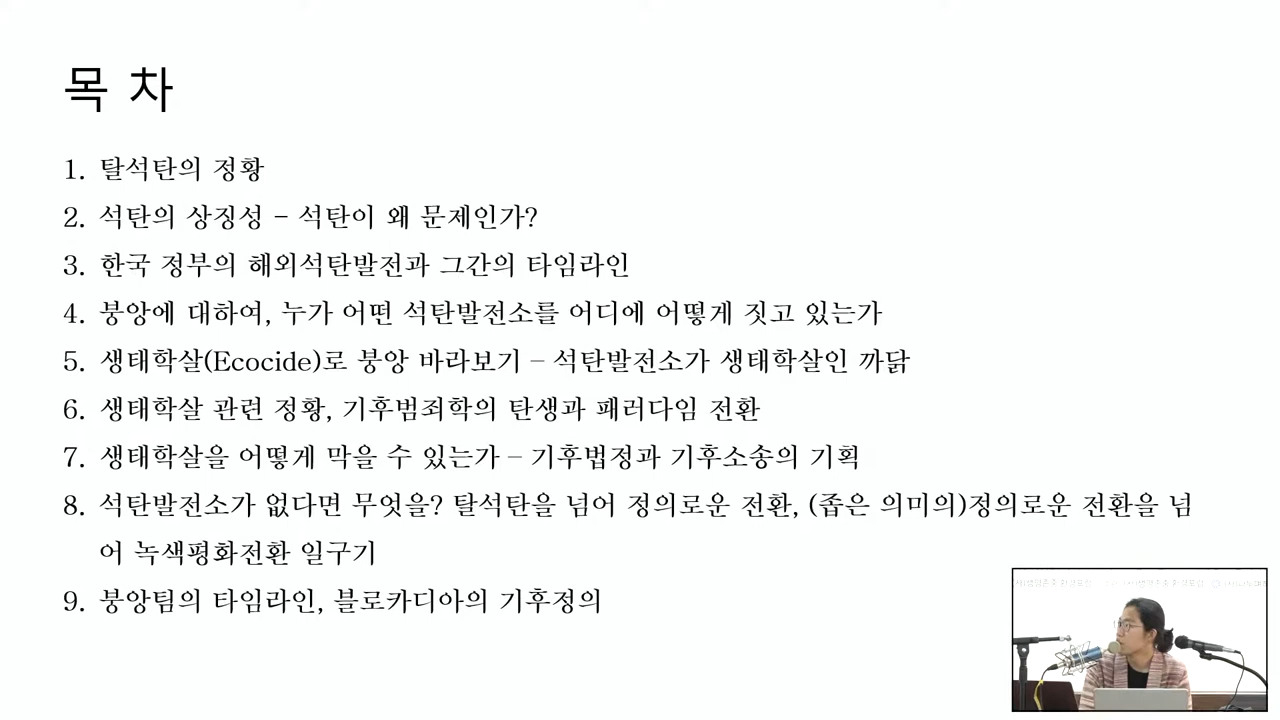 목 차
1. 탈석탄의 정황
2. 석탄의 상징성 – 석탄이 왜 문제인가?
3. 한국 정부의 해외석탄발전과 그간의 타임라인
4. 붕앙에 대하여, 누가 어떤 석탄발전소를 어디에 어떻게 짓고 있는가
5. 생태학살(Ecocide)로 붕앙 바라보기 – 석탄발전소가 생태학살인 까닭
6. 생태학살 관련 정황, 기후범죄학의 탄생과 패러다임 전환
7. 생태학살을 어떻게 막을 수 있는가 – 기후법정과 기후소송의 기획
8. 석탄발전소가 없다면 무엇을? 탈석탄을 넘어 정의로운 전환, (좁은 의미의)정의로운 전환을 넘
어 녹색평화전환 일구기
9. 붕앙팀의 타임라인, 블로카디아의 기후정의